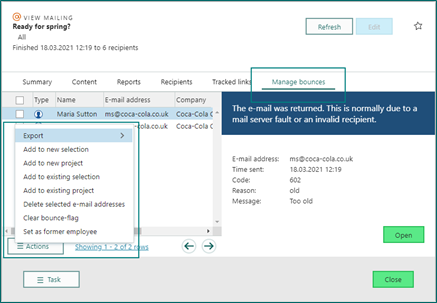 VIEW MAILING
Ready for spring?
All
Finished 18.03.2021 12:19 to 6 recipients
Refresh
Edit
Summary Content Reports Recipients Tracked links Manage bounces
Type Name E-mail address Company
Maria Sutton ms@coca-cola.co.uk Coca-Cola C
-cola.co.uk Coca-Cola C
Export
Add to new selection
Add to new project
Add to existing selection
Add to existing project
Delete selected e-mail addresses
Clear bounce-flag
Set as former employee
Actions
Showing 1 - 2 of 2 rows
The e-mail was returned. This is normally due to a
mail server fault or an invalid recipient.
E-mail address: ms@coca-cola.co.uk
Time sent: 18.03.2021 12:19
Code: 602
Reason: old
Message: Too old
Open
Task
Close